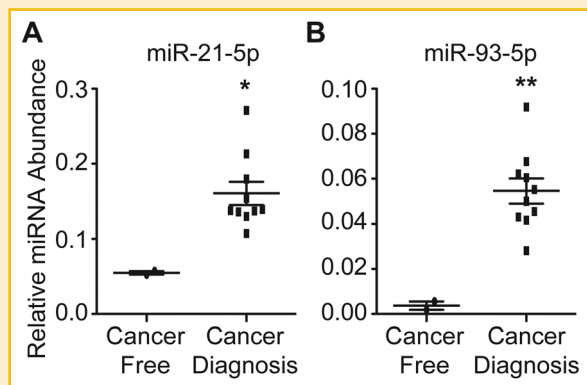 A
B
miR-21-5p
miR-93-5p
Relative miRNA Abundance
0.3
0.2
0.1
0.0
*
Cancer
Free
Cancer
Diagnosis
0.10
0.08
0.06
0.04
0.02
0.00
**
Cancer
Free
Cancer
Diagnosis